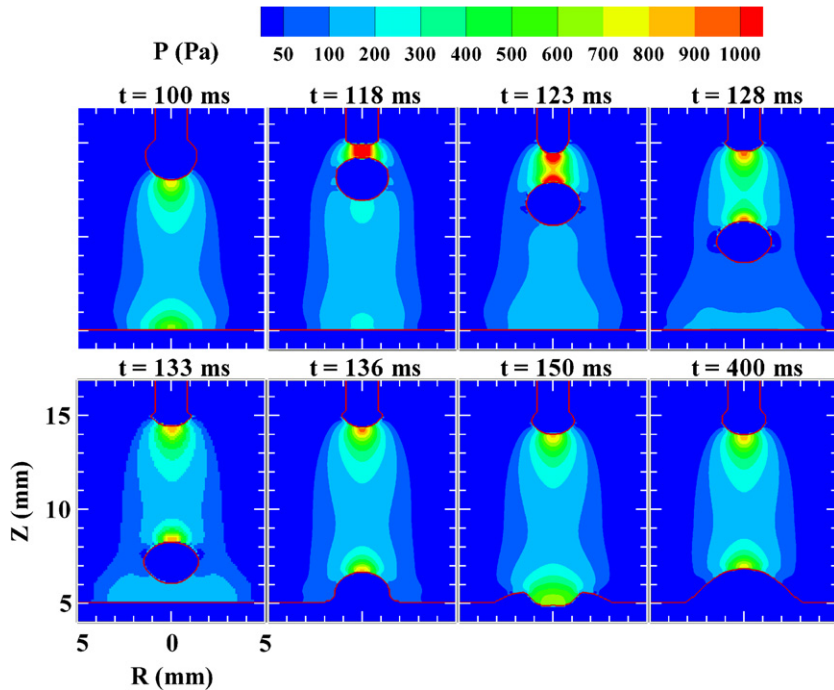 P (Pa)
50 100 200 300 400 500 600 700 800 900 1000
t = 100 ms t = 118 ms t = 123 ms t = 128 ms
t = 133 ms t = 136 ms t = 150 ms t = 400 ms
15
10
5
Z (mm)
5 0 5
R (mm)